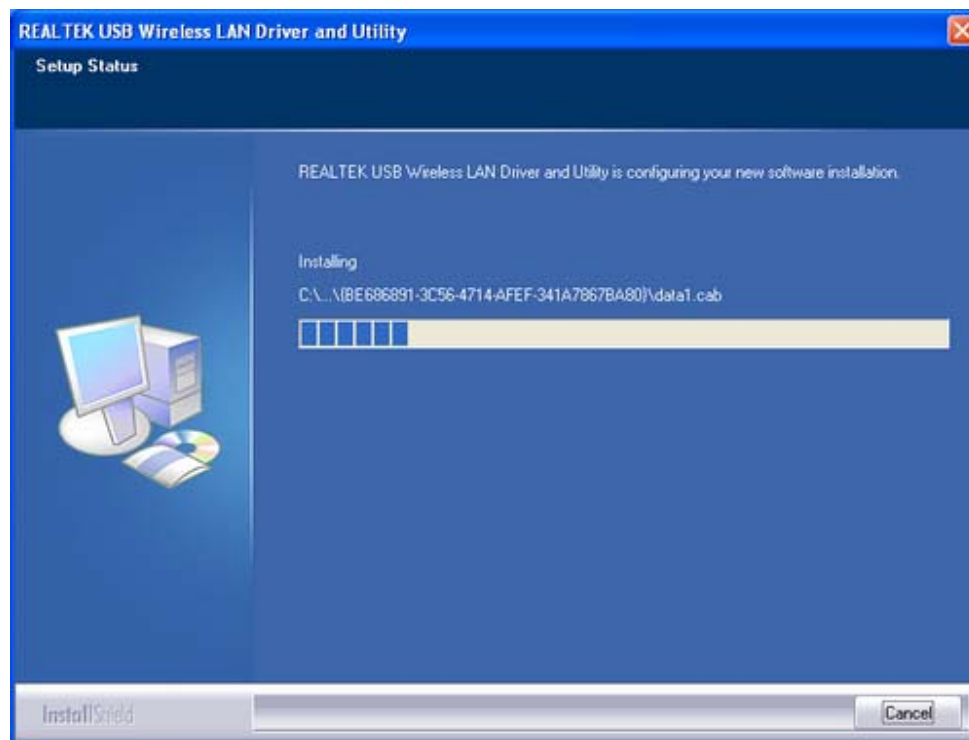 REALTEK USB Wireless LAN Driver and Utility
Setup Status
REALTEK USB Wireless LAN Driver and Utility is configuring your new software installation.
Installing
C:\...\{BE686891-3C56-4714-AFEF-341A7867BA80}\data1.cab
InstallShield
Cancel